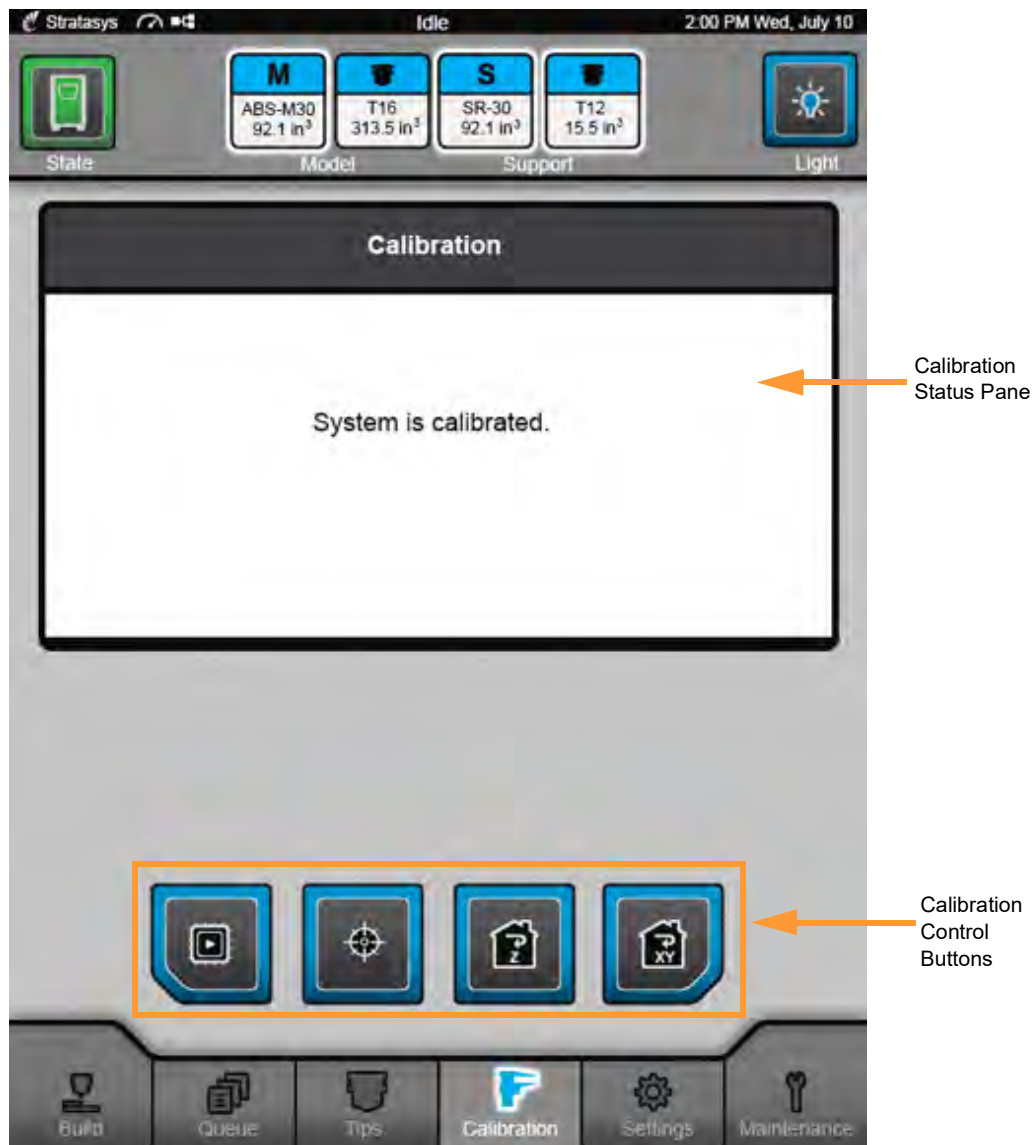 Stratasys Idle 2:00 PM Wed, July 10
M S
ABS-M30 T16 SR-30 T12
92.1 in³ 313.5 in³ 92.1 in³ 15.5 in³
State Model Support Light
Calibration
System is calibrated.
Calibration
Status Pane
Z XY
Calibration
Control
Buttons
Build Queue Tips Calibration Settings Maintenance